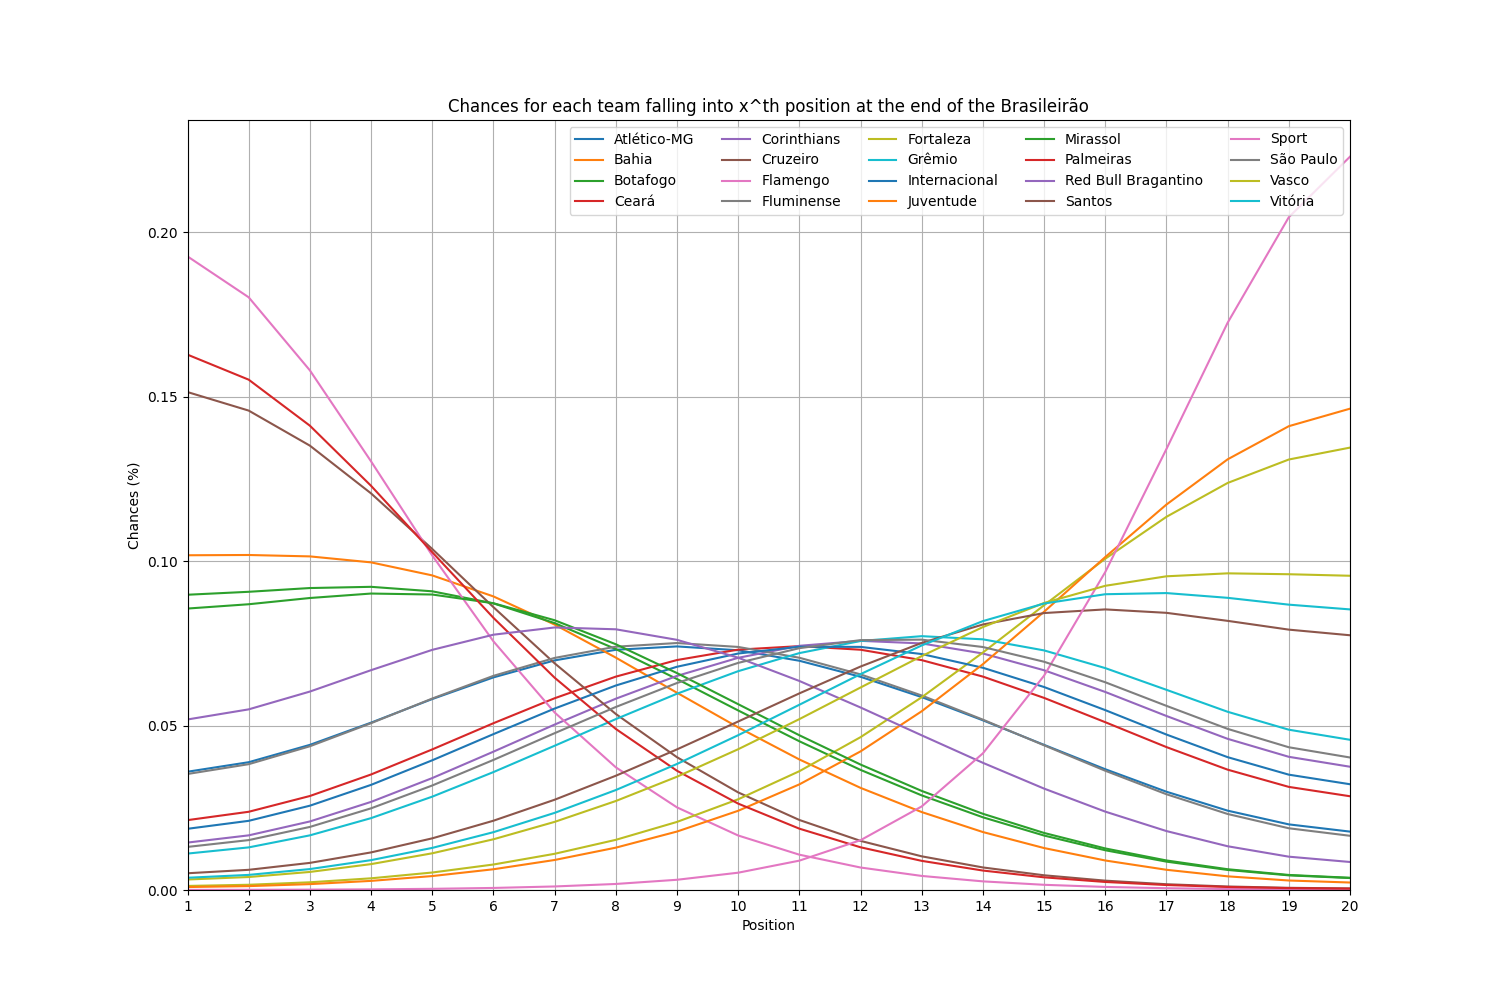 Chances for each team falling into x^th position at the end of the Brasileirão
Atlético-MG
Bahia
Botafogo
Ceará
Corinthians
Cruzeiro
Flamengo
Fluminense
Fortaleza
Grêmio
Internacional
Juventude
Mirassol
Palmeiras
Red Bull Bragantino
Santos
Sport
São Paulo
Vasco
Vitória
Chances (%)
0.20
0.15
0.10
0.05
0.00
1 2 3 4 5 6 7 8 9 10 11 12 13 14 15 16 17 18 19 20
Position